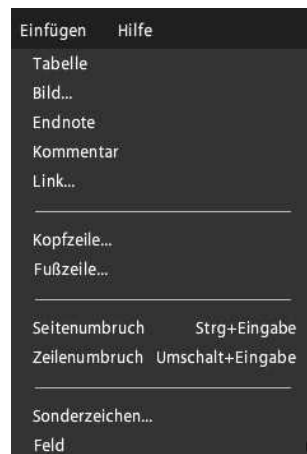 Einfügen Hilfe
Tabelle
Bild...
Endnote
Kommentar
Link...
Kopfzeile...
Fußzeile...
Seitenumbruch Strg+Eingabe
Zeilenumbruch Umschalt+Eingabe
Sonderzeichen...
Feld